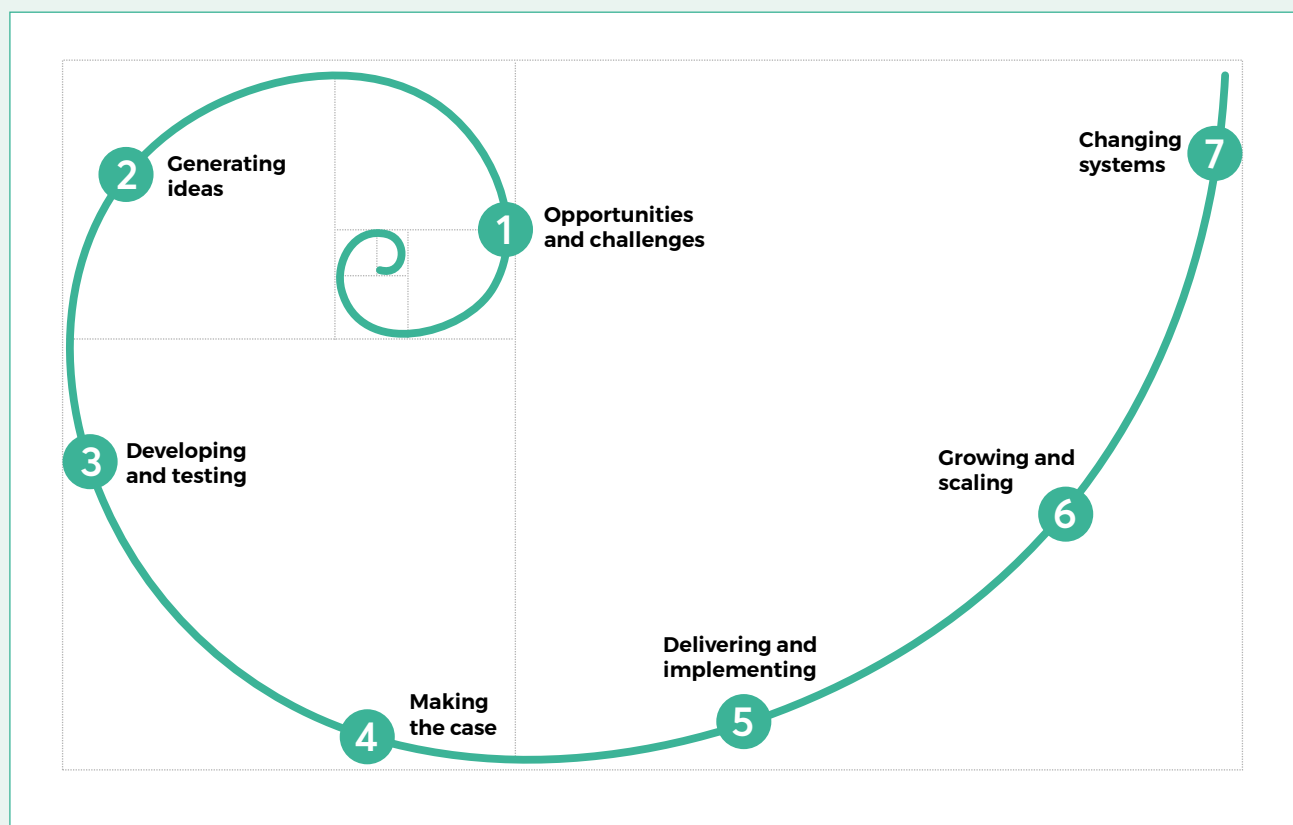 1
Opportunities
and challenges
2
Generating
ideas
3
Developing
and testing
4
Making
the case
5
Delivering and
implementing
6
Growing and
scaling
7
Changing
systems